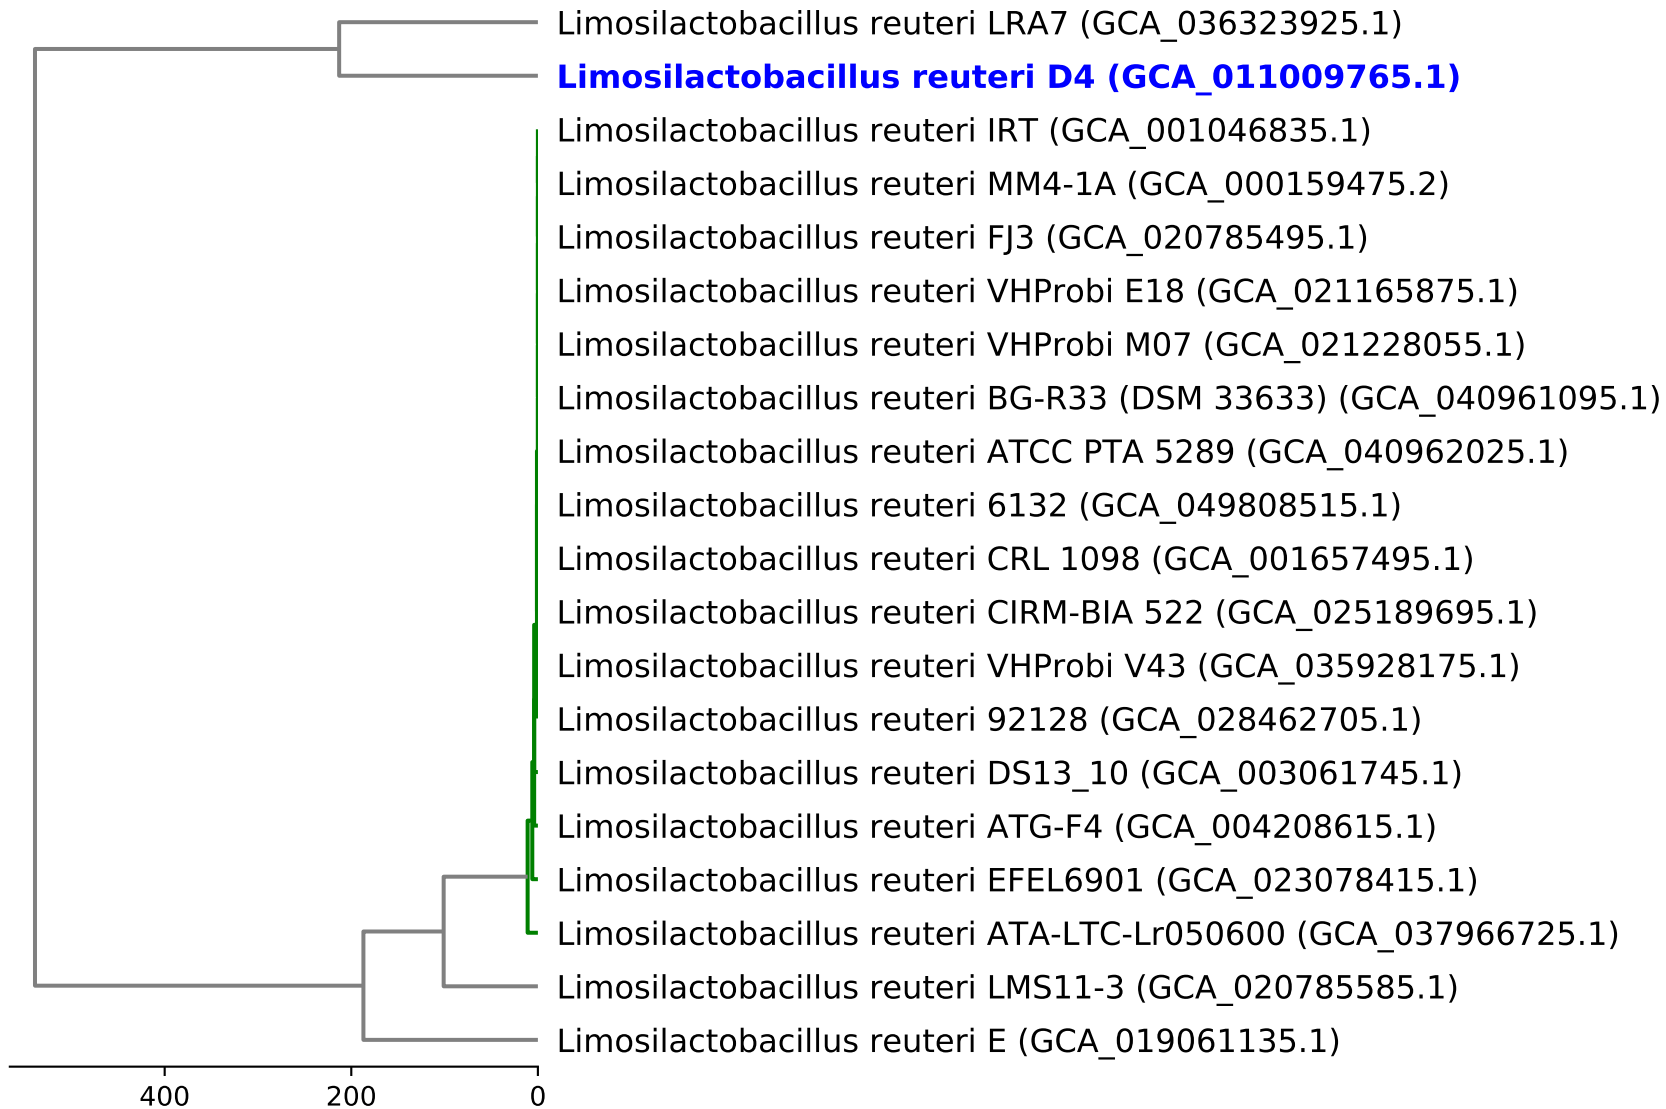 Limosilactobacillus reuteri LRA7 (GCA_036323925.1)
Limosilactobacillus reuteri D4 (GCA_011009765.1)
Limosilactobacillus reuteri IRT (GCA_001046835.1)
Limosilactobacillus reuteri MM4-1A (GCA_000159475.2)
Limosilactobacillus reuteri FJ3 (GCA_020785495.1)
Limosilactobacillus reuteri VHProbi E18 (GCA_021165875.1)
Limosilactobacillus reuteri VHProbi M07 (GCA_021228055.1)
Limosilactobacillus reuteri BG-R33 (DSM 33633) (GCA_040961095.1)
Limosilactobacillus reuteri ATCC PTA 5289 (GCA_040962025.1)
Limosilactobacillus reuteri 6132 (GCA_049808515.1)
Limosilactobacillus reuteri CRL 1098 (GCA_001657495.1)
Limosilactobacillus reuteri CIRM-BIA 522 (GCA_025189695.1)
Limosilactobacillus reuteri VHProbi V43 (GCA_035928175.1)
Limosilactobacillus reuteri 92128 (GCA_028462705.1)
Limosilactobacillus reuteri DS13_10 (GCA_003061745.1)
Limosilactobacillus reuteri ATG-F4 (GCA_004208615.1)
Limosilactobacillus reuteri EFEL6901 (GCA_023078415.1)
Limosilactobacillus reuteri ATA-LTC-Lr050600 (GCA_037966725.1)
Limosilactobacillus reuteri LMS11-3 (GCA_020785585.1)
Limosilactobacillus reuteri E (GCA_019061135.1)
400 200 0